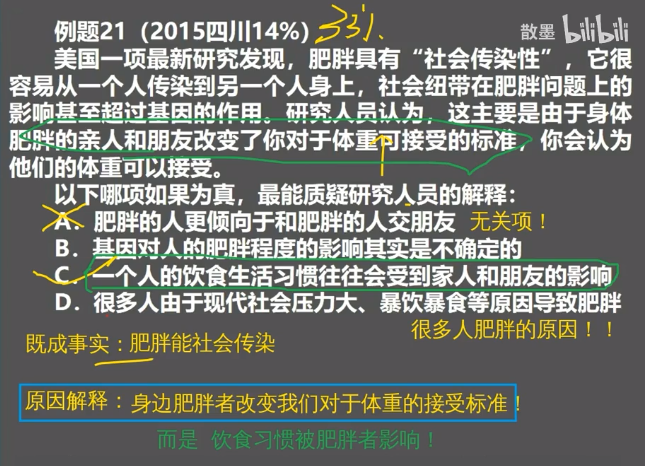 散墨 bilibili
例题21（2015四川14%）
美国一项最新研究发现，肥胖具有“社会传染性”，它很
容易从一个人传染到另一个人身上，社会纽带在肥胖问题上的
影响甚至超过基因的作用。研究人员认为，这主要是由于身体
肥胖的亲人和朋友改变了你对于体重可接受的标准，你会认为
他们的体重可以接受。
以下哪项如果为真，最能质疑研究人员的解释：
A．肥胖的人更倾向于和肥胖的人交朋友 无关项！
B．基因对人的肥胖程度的影响其实是不确定的
C．一个人的饮食生活习惯往往会受到家人和朋友的影响
D．很多人由于现代社会压力大、暴饮暴食等原因导致肥胖
很多人肥胖的原因！！
既成事实：肥胖能社会传染
原因解释：身边肥胖者改变我们对于体重的接受标准！
而是 饮食习惯被肥胖者影响！